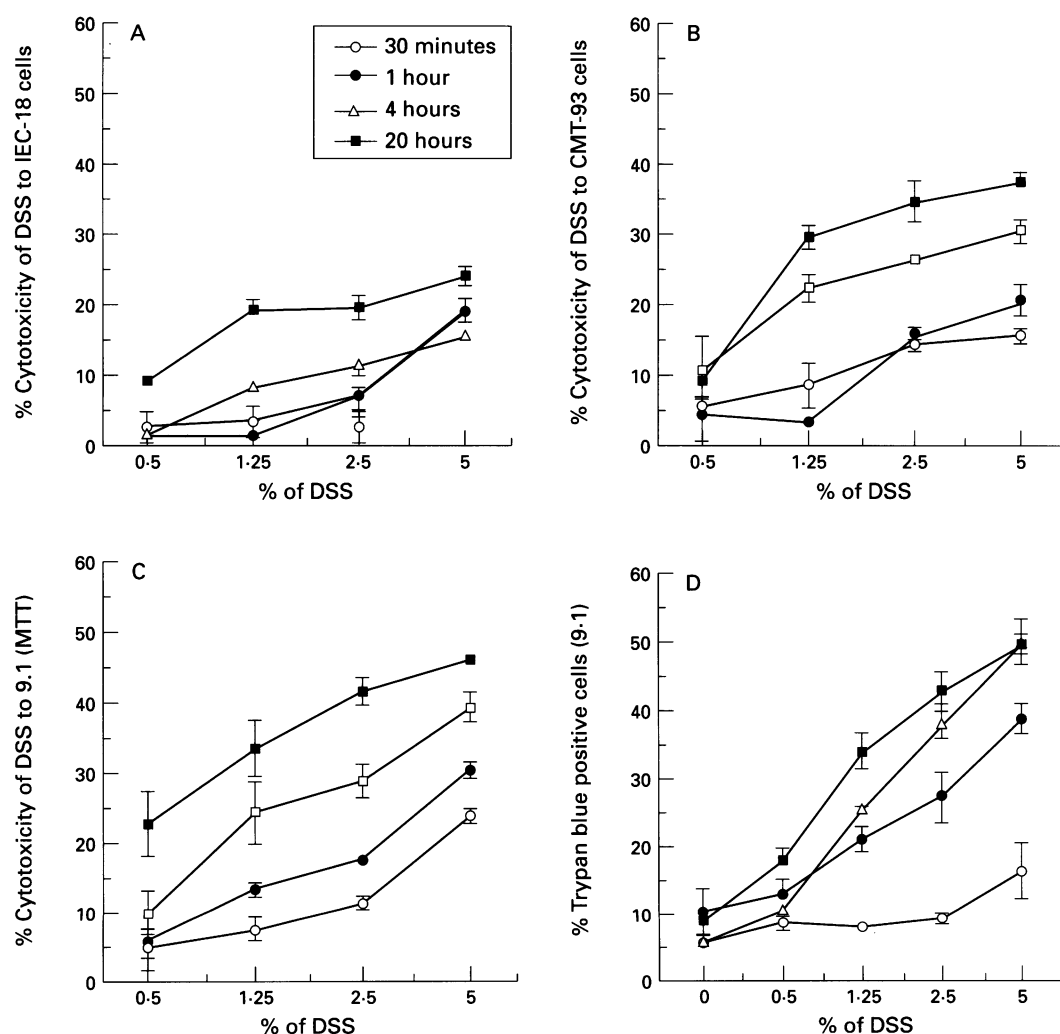 A
% Cytotoxicity of DSS to IEC-18 cells
60
50
40
30
20
10
0
0·5 1·25 2·5 5
% of DSS
30 minutes
1 hour
4 hours
20 hours
B
% Cytotoxicity of DSS to CMT-93 cells
60
50
40
30
20
10
0
0·5 1·25 2·5 5
% of DSS
C
% Cytotoxicity of DSS to 9.1 (MTT)
60
50
40
30
20
10
0
0·5 1·25 2·5 5
% of DSS
D
% Trypan blue positive cells (9·1)
60
50
40
30
20
10
0
0 0·5 1·25 2·5 5
% of DSS